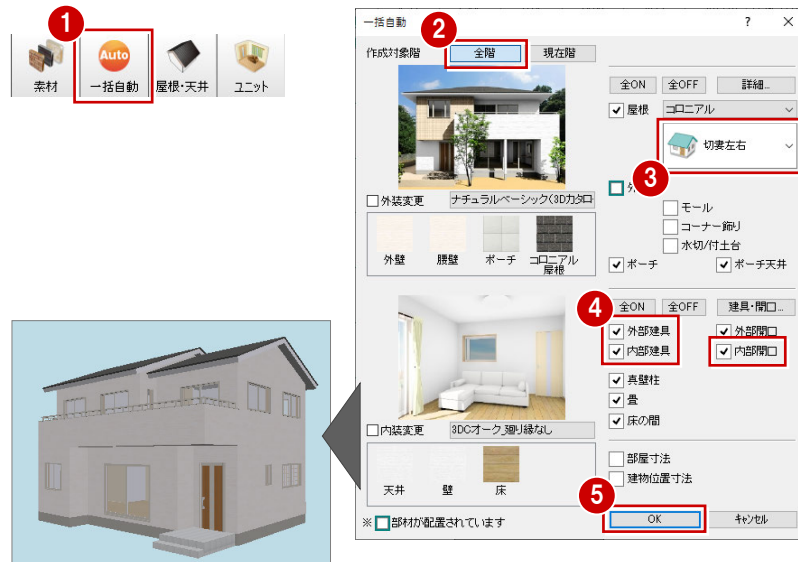 1
Auto
素材
一括自動
屋根・天井
ユニット
一括自動
? ×
2
作成対象階
全階
現在階
全ON
全OFF
詳細...
屋根
コロニアル
切妻左右
3
外
モール
コーナー飾り
水切/付土台
ポーチ
ポーチ天井
外装変更
ナチュラルベーシック(3Dカタロ
外壁
腰壁
ポーチ
コロニアル
屋根
4
全ON
全OFF
建具・開口...
外部建具
外部開口
内部建具
内部開口
真壁柱
畳
床の間
内装変更
3DCオーク_廻り縁なし
天井
壁
床
部屋寸法
建物位置寸法
5
※
部材が配置されています
OK
キャンセル